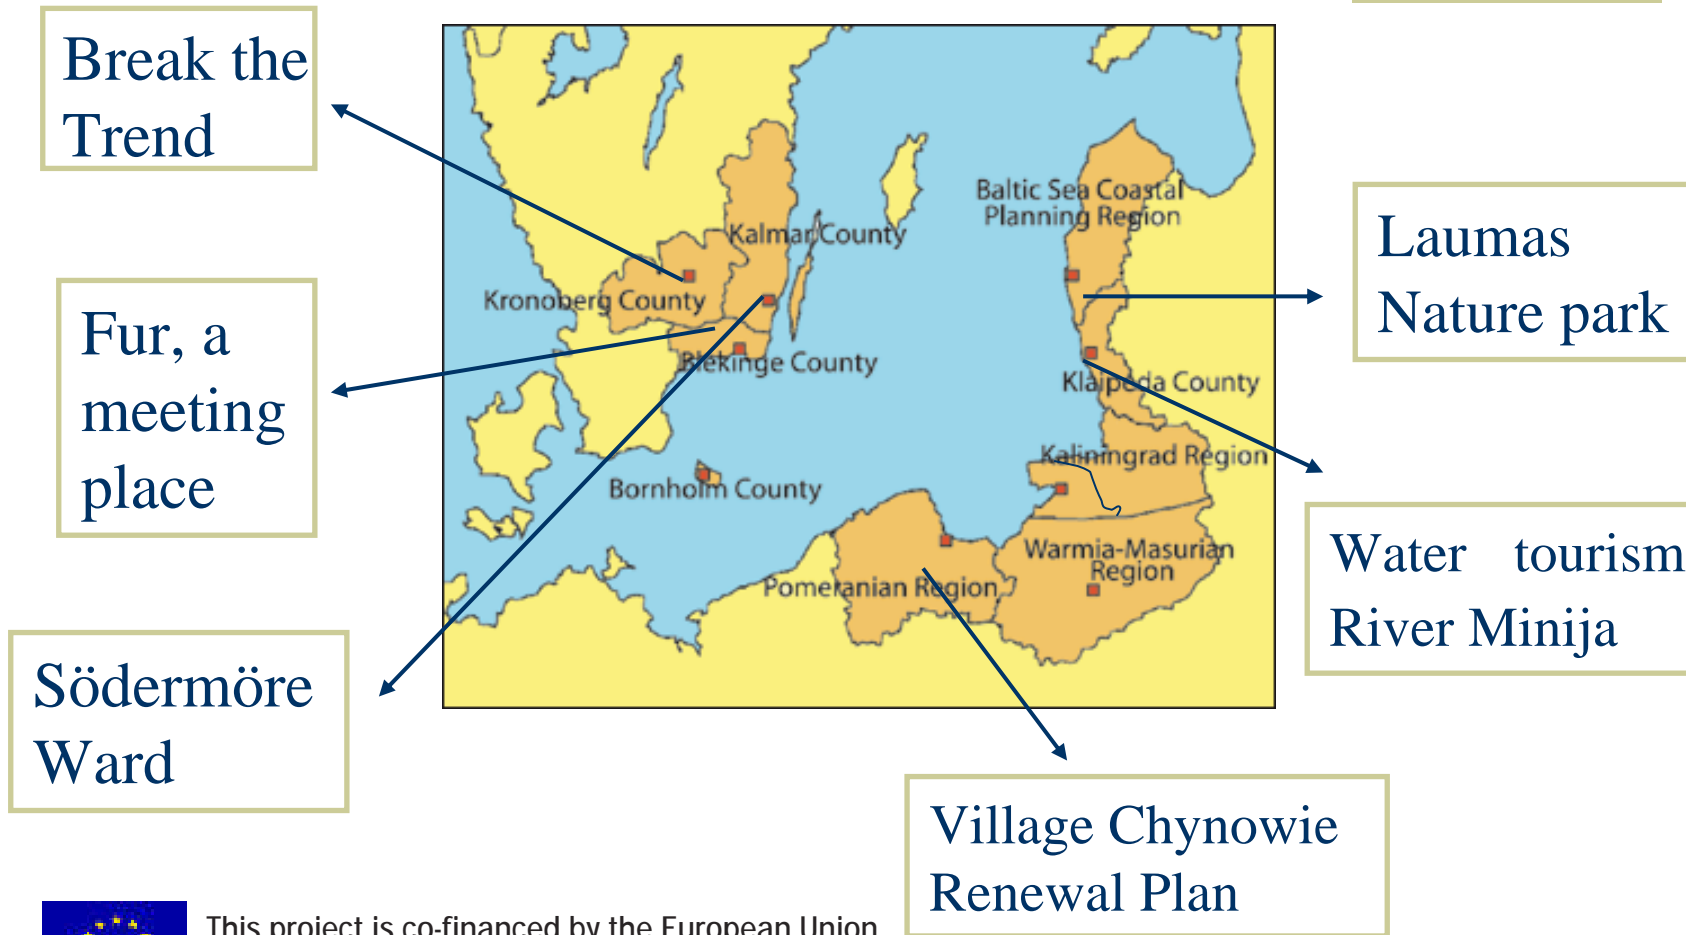 Break the
Trend
Fur, a
meeting
place
Södermöre
Ward
Baltic Sea Coastal
Planning Region
Kalmar County
Kronoberg County
Blekinge County
Klaipeda County
Kaliningrad Region
Bornholm County
Warmia-Masurian
Region
Pomeranian Region
Laumas
Nature park
Water tourism
River Minija
Village Chynowie
Renewal Plan
This project is co-financed by the European Union